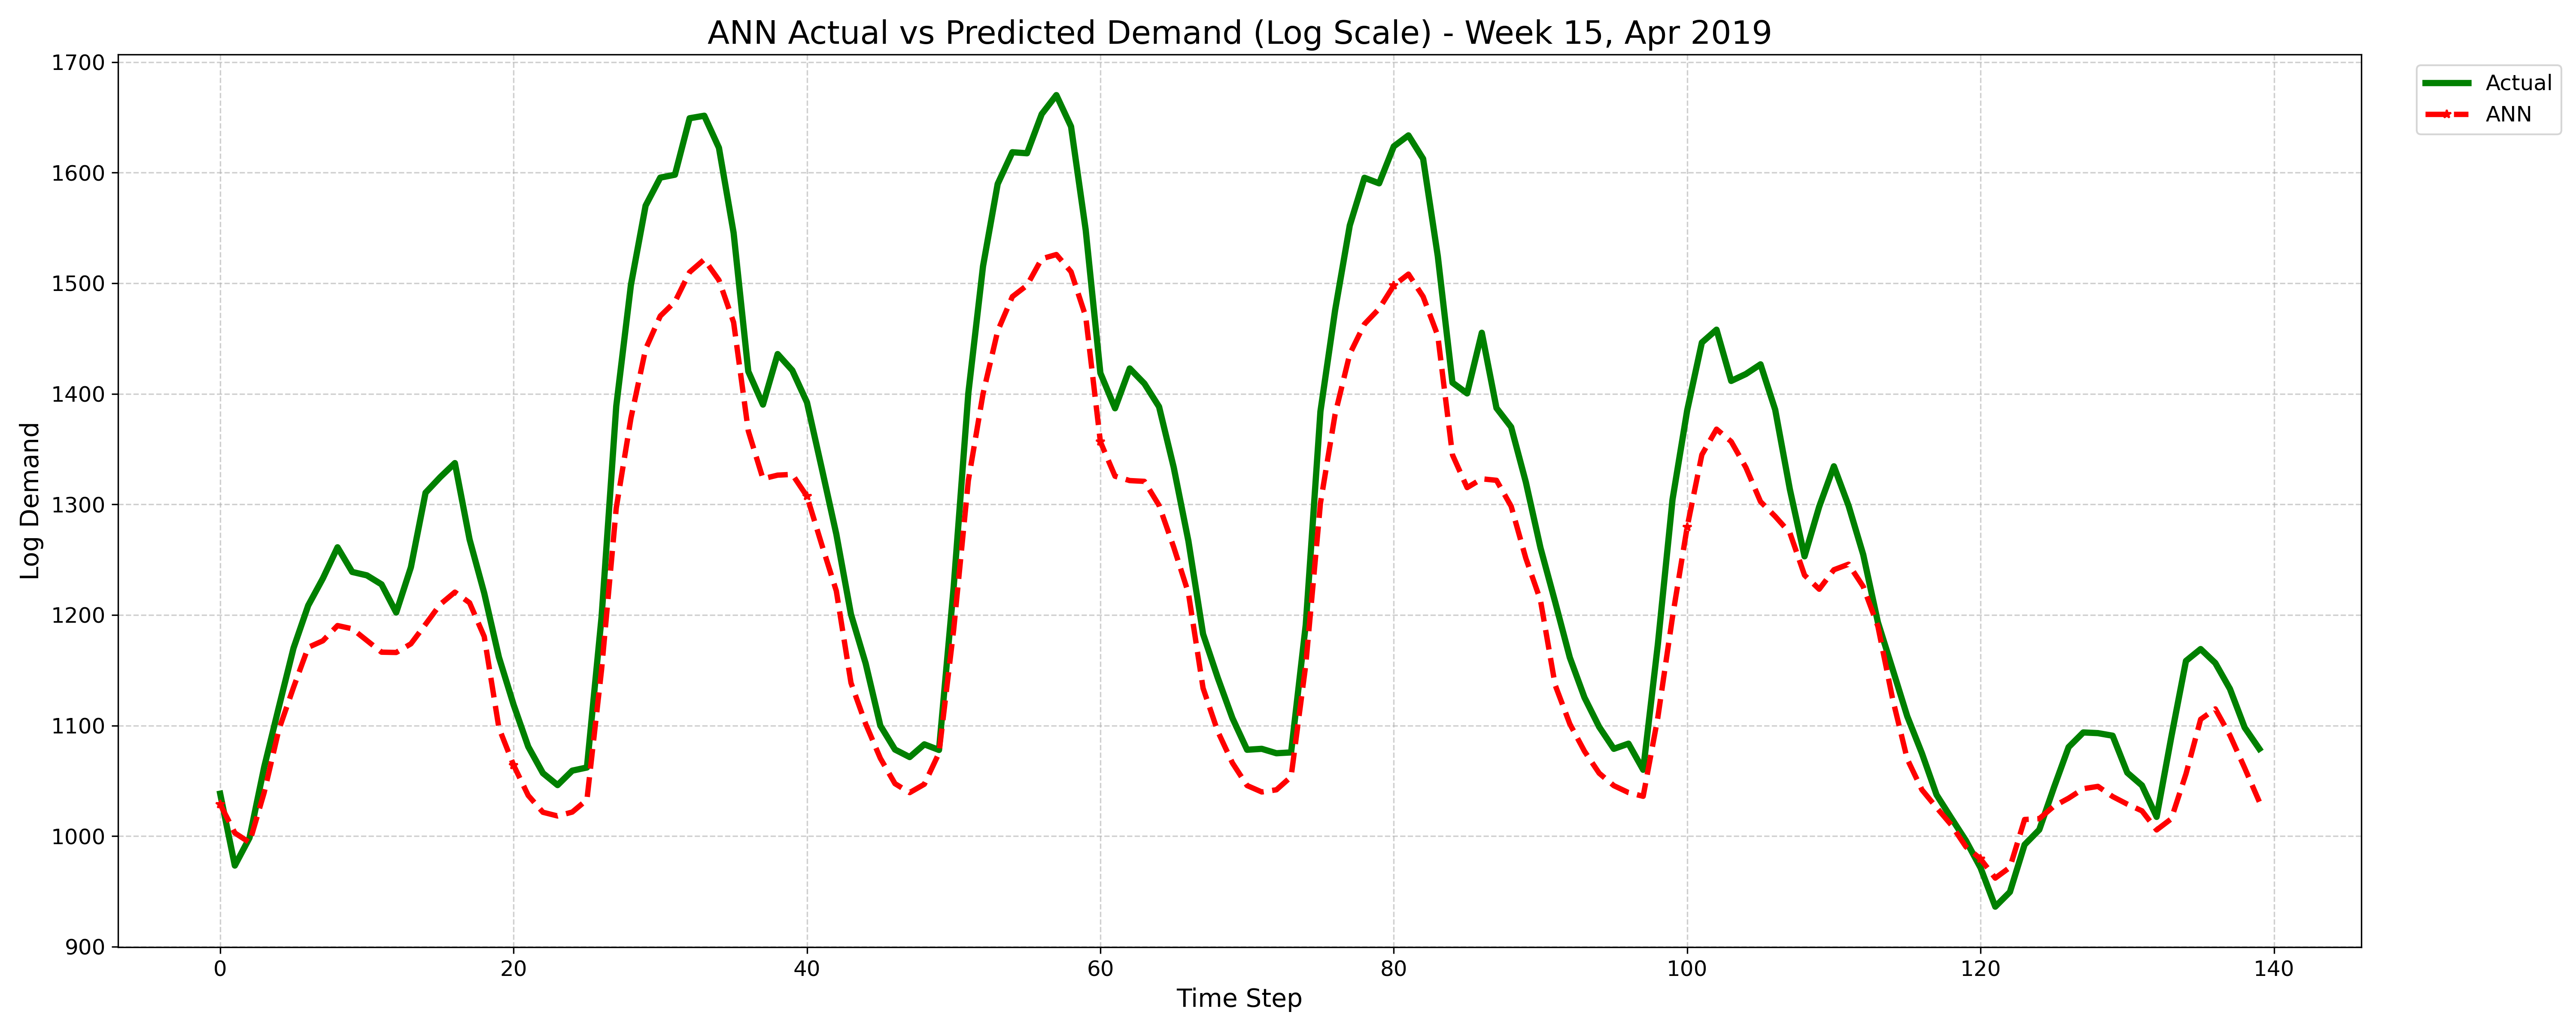 ANN Actual vs Predicted Demand (Log Scale) - Week 15, Apr 2019
Actual
ANN
Log Demand
1700
1600
1500
1400
1300
1200
1100
1000
900
0 20 40 60 80 100 120 140
Time Step